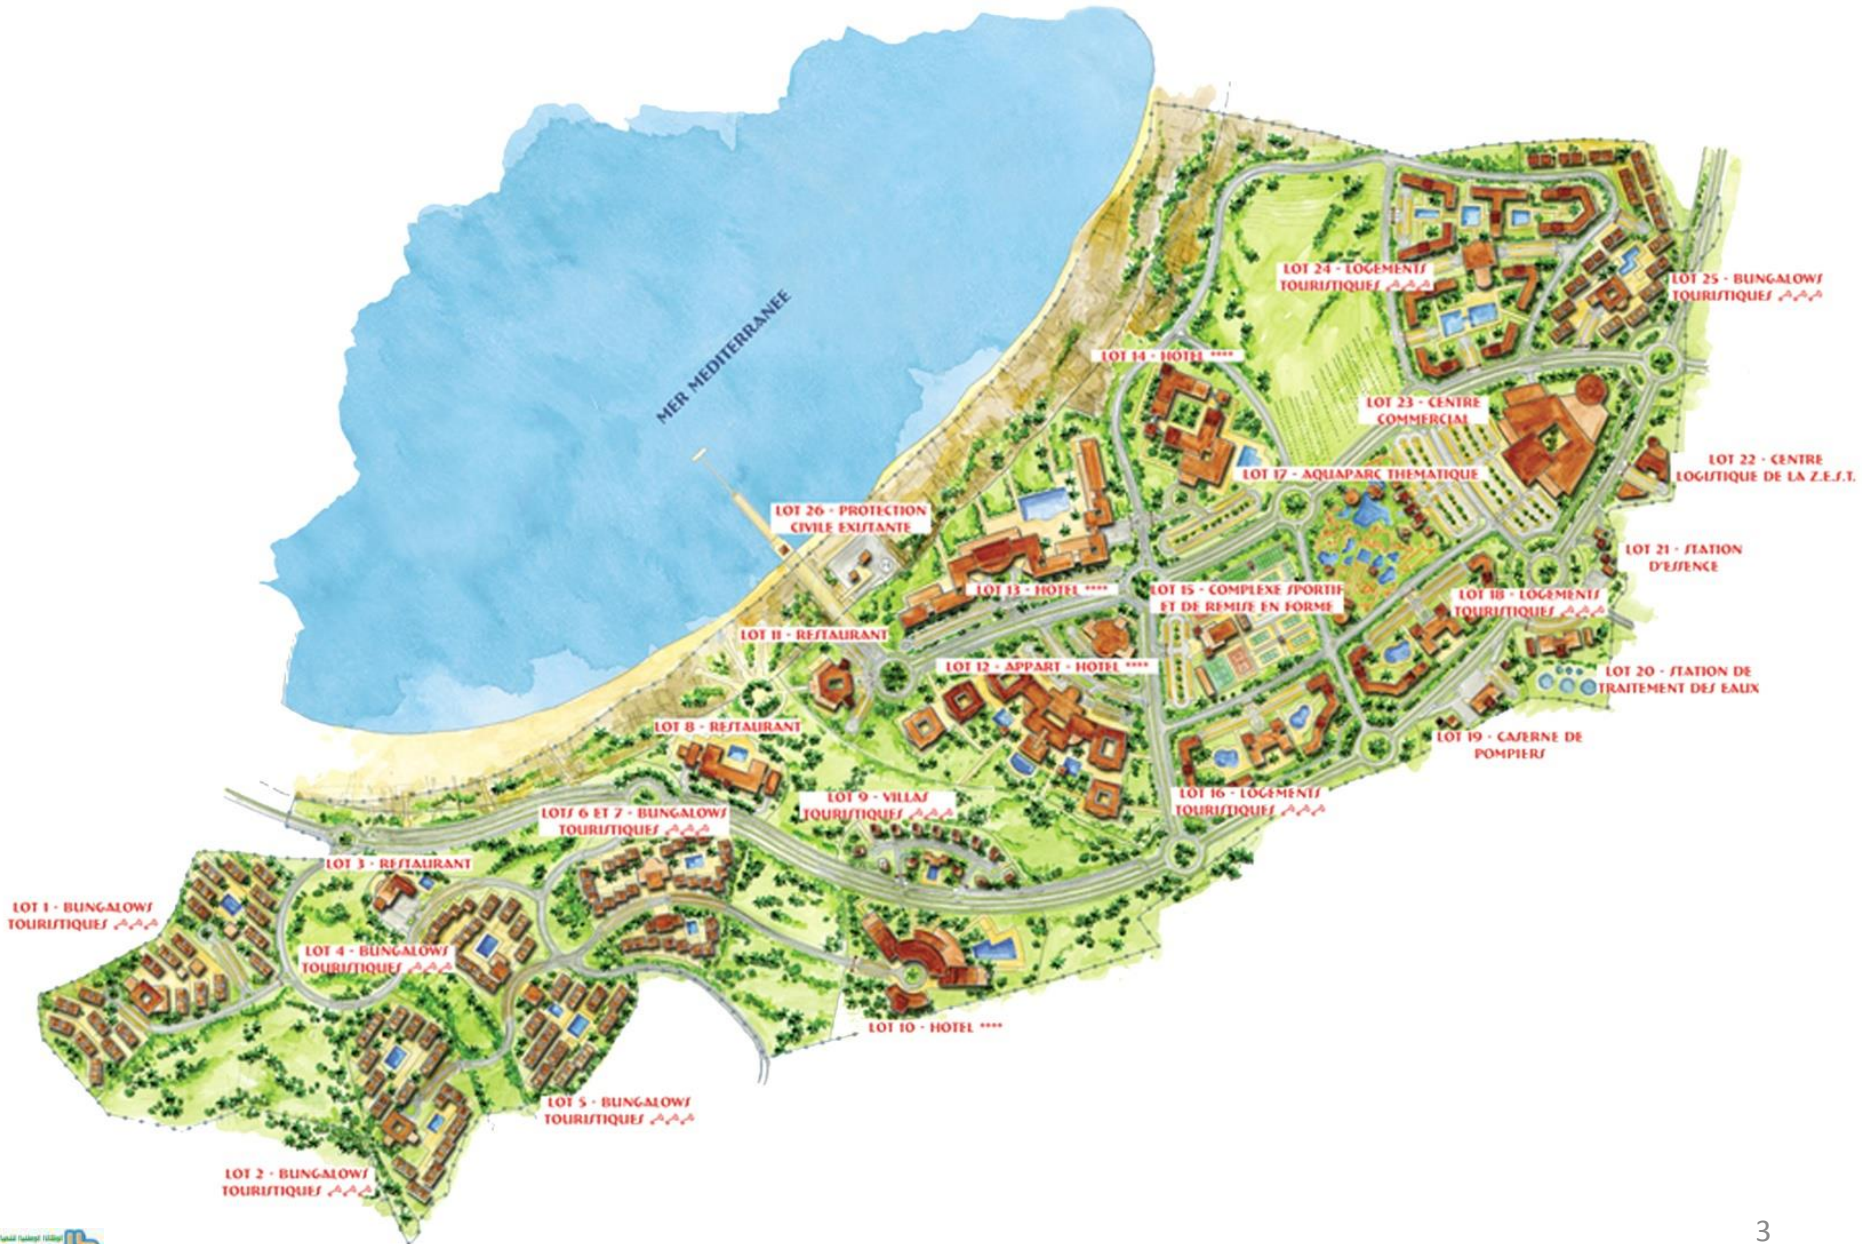 MER MEDITERRANEE
LOT 24 - LOGEMENTS
TOURISTIQUES
LOT 25 - BUNGALOWS
TOURISTIQUES
LOT 14 - HOTEL ****
LOT 23 - CENTRE
COMMERCIAL
LOT 22 - CENTRE
LOGISTIQUE DE LA Z.E.S.T.
LOT 17 - AQUAPARC THEMATIQUE
LOT 26 - PROTECTION
CIVILE EXISTANTE
LOT 21 - STATION
D'ESSENCE
LOT 13 - HOTEL ****
LOT 15 - COMPLEXE SPORTIF
ET DE REMISE EN FORME
LOT 18 - LOGEMENTS
TOURISTIQUES
LOT 11 - RESTAURANT
LOT 12 - APPART - HOTEL ****
LOT 20 - STATION DE
TRAITEMENT DES EAUX
LOT 8 - RESTAURANT
LOT 19 - CASERNE DE
POMPIERS
LOT 9 - VILLAS
TOURISTIQUES
LOT 16 - LOGEMENTS
TOURISTIQUES
LOTS 6 ET 7 - BUNGALOWS
TOURISTIQUES
LOT 3 - RESTAURANT
LOT 1 - BUNGALOWS
TOURISTIQUES
LOT 4 - BUNGALOWS
TOURISTIQUES
LOT 10 - HOTEL ****
LOT 5 - BUNGALOWS
TOURISTIQUES
LOT 2 - BUNGALOWS
TOURISTIQUES
3